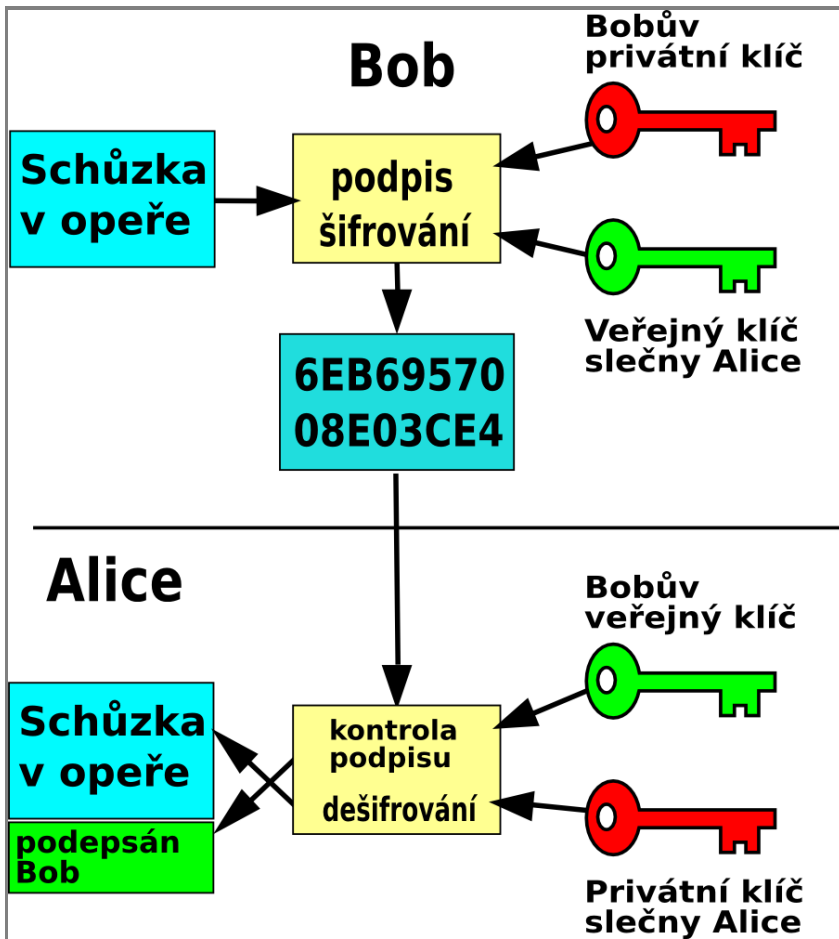 Bob
Bobův
privátní klíč
Schůzka
v opeře
podpis
šifrování
Veřejný klíč
slečny Alice
6EB69570
08E03CE4
Alice
Bobův
veřejný klíč
Schůzka
v opeře
podepsán
Bob
kontrola
podpisu
dešifrování
Privátní klíč
slečny Alice